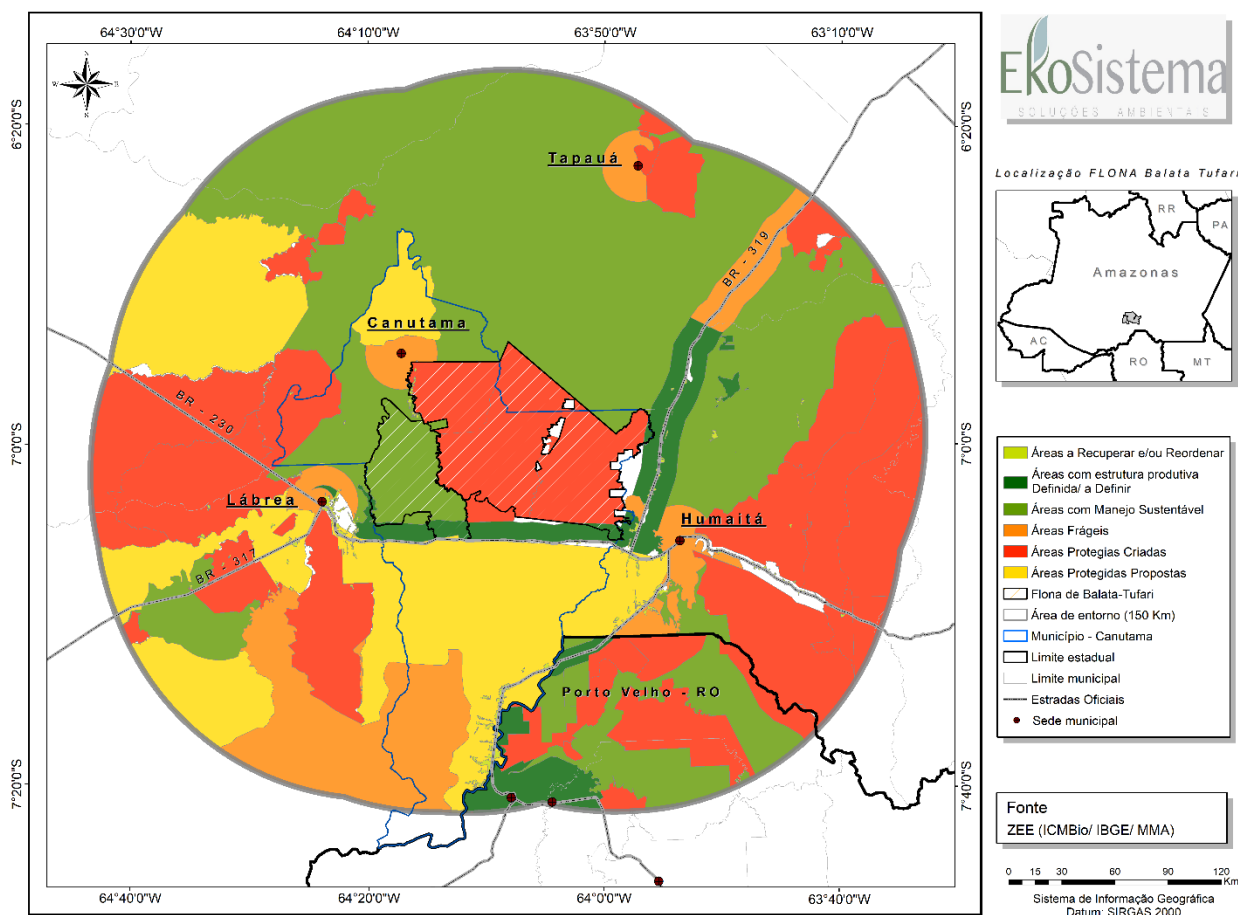 64°30'0"W 64°10'0"W 63°50'0"W 63°10'0"W
N
W E
S
6°20'0"S
7°0'0"S
7°20'0"S
6°20'0"S
7°0'0"S
7°40'0"S
Tapauá
BR - 319
Canutama
BR - 230
Lábrea
Humaitá
BR - 317
Porto Velho - RO
64°40'0"W 64°20'0"W 64°0'0"W 63°40'0"W
EkoSistema
SOLUÇÕES AMBIENTAIS
Localização FLONA Balata Tufari
RR
PA
Amazonas
AC
RO
MT
Áreas a Recuperar e/ou Reordenar
Áreas com estrutura produtiva
Definida/ a Definir
Áreas com Manejo Sustentável
Áreas Frágeis
Áreas Protegias Criadas
Áreas Protegidas Propostas
Flona de Balata-Tufari
Área de entorno (150 Km)
Município - Canutama
Limite estadual
Limite municipal
Estradas Oficiais
Sede municipal
Fonte
ZEE (ICMBio/ IBGE/ MMA)
0 15 30 60 90 120
Km
Sistema de Informação Geográfica
Datum: SIRGAS 2000